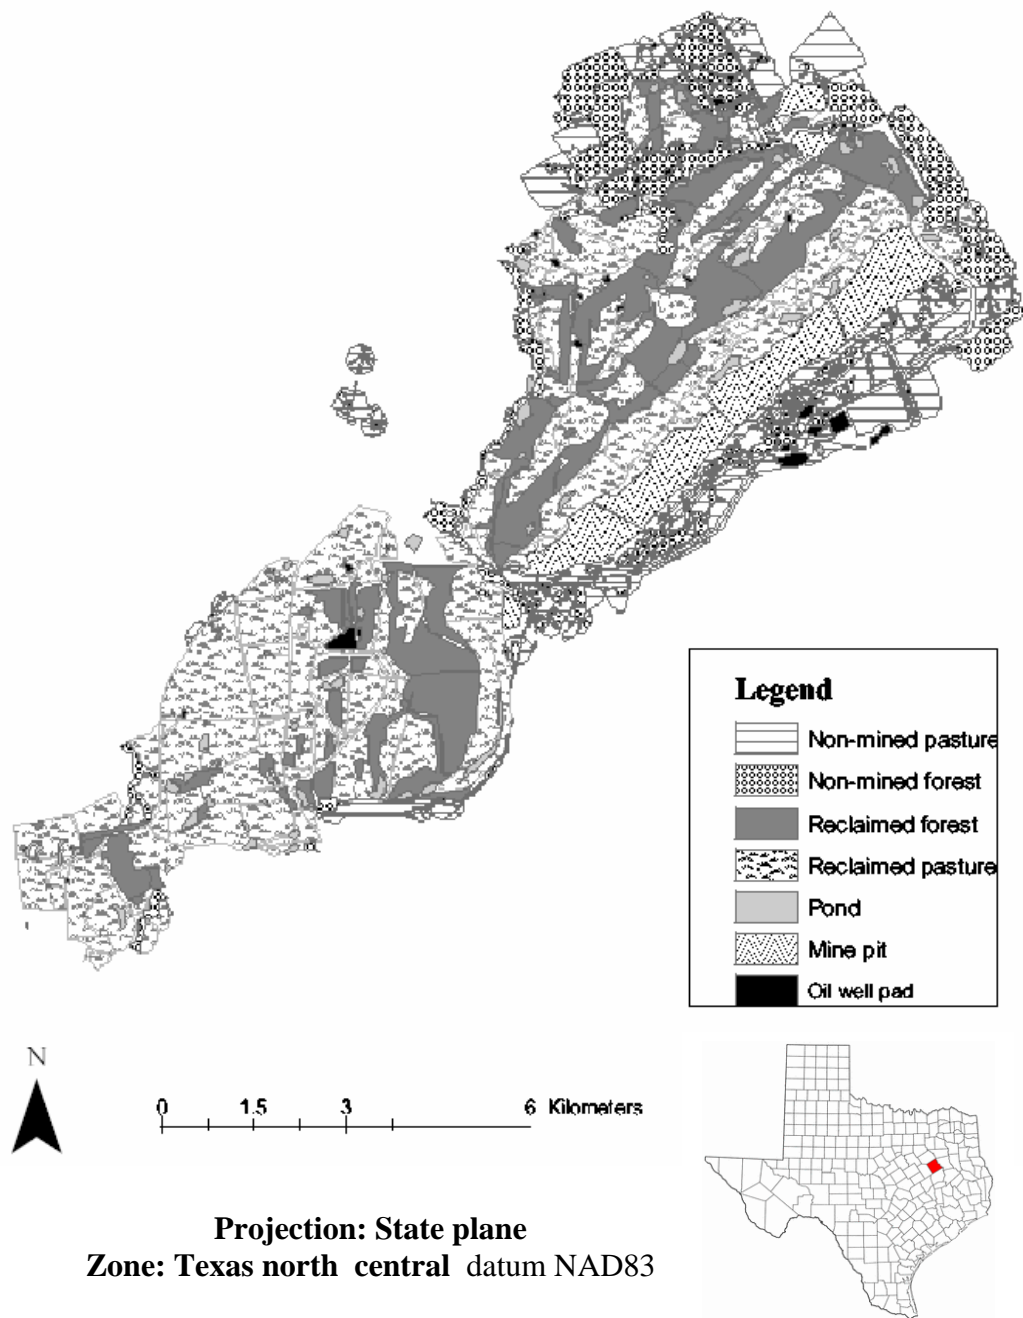 Legend
Non-mined pasture
Non-mined forest
Reclaimed forest
Reclaimed pasture
Pond
Mine pit
Oil well pad
N
0 1.5 3 6 Kilometers
Projection: State plane
Zone: Texas north central datum NAD83